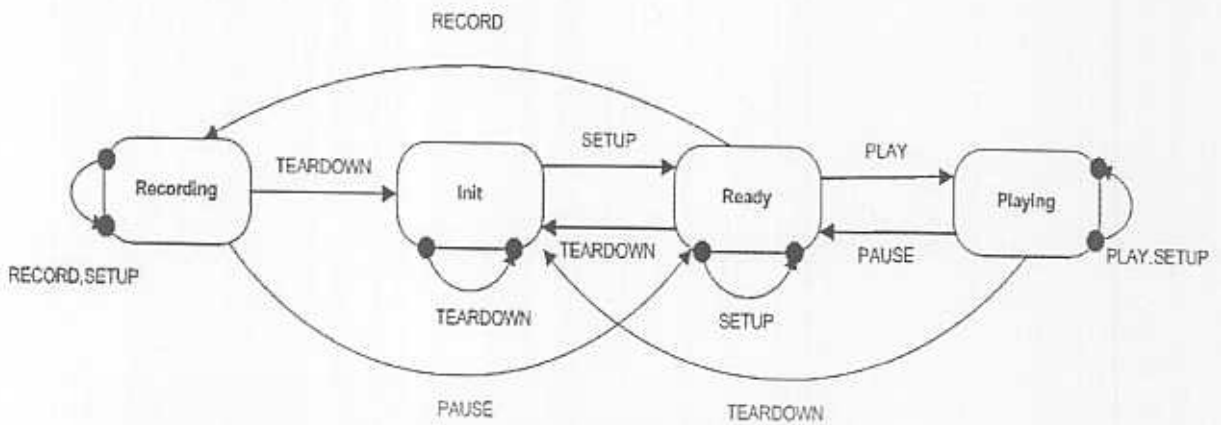 RECORD
SETUP
PLAY
TEARDOWN
Recording
Init
Ready
Playing
TEARDOWN
PAUSE
RECORD,SETUP
PLAY.SETUP
TEARDOWN
SETUP
PAUSE
TEARDOWN